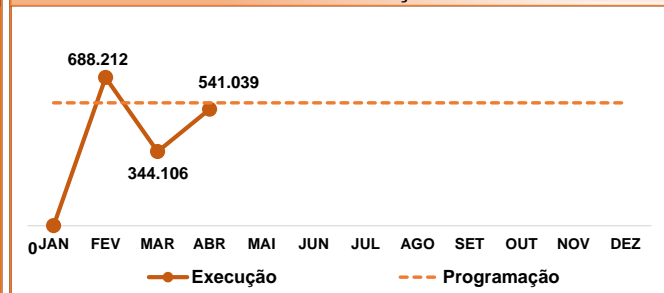 688.212
541.039
344.106
0
JAN FEV MAR ABR MAI JUN JUL AGO SET OUT NOV DEZ
Execução Programação